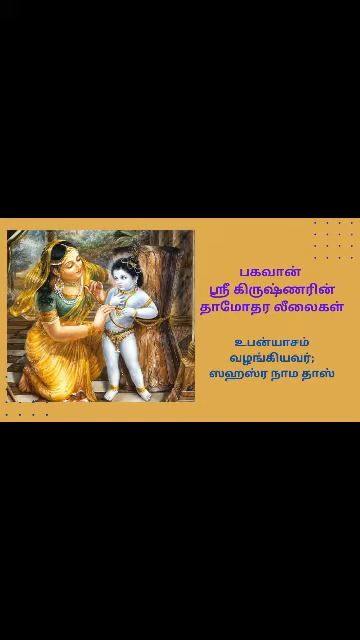 பகவான்
ஸ்ரீ கிருஷ்ணரின்
தாமோதர லீலைகள்
உபன்யாசம்
வழங்கியவர்;
ஸஹஸ்ர நாம தாஸ்